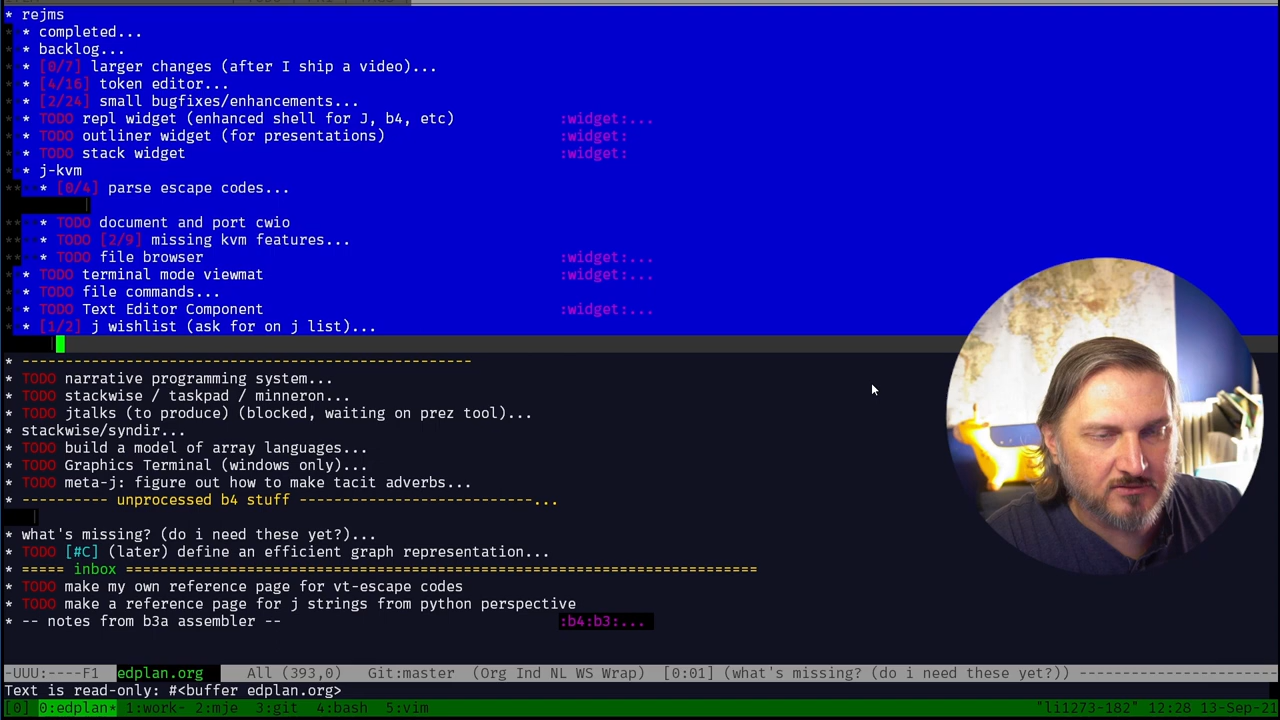 * rejms
* * completed...
* * backlog...
* * [0/7] larger changes (after I ship a video)...
* * [4/16] token editor...
* * [2/24] small bugfixes/enhancements...
* * TODO repl widget (enhanced shell for J, b4, etc) :widget:...
* * TODO outliner widget (for presentations) :widget:
* * TODO stack widget :widget:
* * j-kvm
** * [0/4] parse escape codes...
** * TODO document and port cwio
** * TODO [2/9] missing kvm features...
** * TODO file browser :widget:...
* * TODO terminal mode viewmat :widget:...
* * TODO file commands...
* * TODO Text Editor Component :widget:...
* * [1/2] j wishlist (ask for on j list)...
* ----------------------------------------------------
* TODO narrative programming system...
* TODO stackwise / taskpad / minneron...
* TODO jtalks (to produce) (blocked, waiting on prez tool)...
* stackwise/syndir...
* TODO build a model of array languages...
* TODO Graphics Terminal (windows only)...
* TODO meta-j: figure out how to make tacit adverbs...
* ---------- unprocessed b4 stuff ---------------------------...
* what's missing? (do i need these yet?)...
* TODO [#C] (later) define an efficient graph representation...
* ===== inbox =========================================================================
* TODO make my own reference page for vt-escape codes
* TODO make a reference page for j strings from python perspective
* -- notes from b3a assembler -- :b4:b3:...
-UUU:----F1 edplan.org All (393,0) Git:master (Org Ind NL WS Wrap) [0:01] (what's missing? (do i need these yet?)) ------------------------
Text is read-only: #<buffer edplan.org>
[0] 0:edplan* 1:work- 2:mje 3:git 4:bash 5:vim "li1273-182" 12:28 13-Sep-21